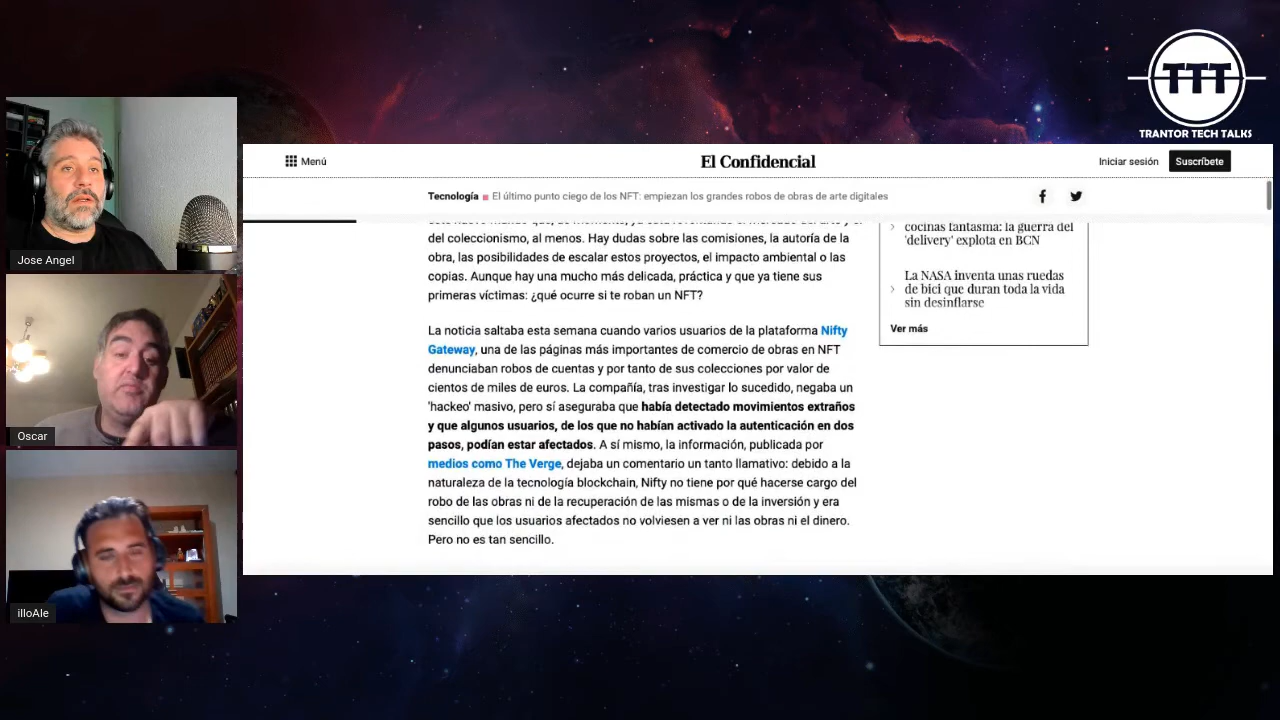 TTT
TRANTOR TECH TALKS
Jose Angel
Oscar
illoAle
Menú
El Confidencial
Iniciar sesión
Suscríbete
Tecnología
El último punto ciego de los NFT: empiezan los grandes robos de obras de arte digitales
del coleccionismo, al menos. Hay dudas sobre las comisiones, la autoría de la
obra, las posibilidades de escalar estos proyectos, el impacto ambiental o las
copias. Aunque hay una mucho más delicada, práctica y que ya tiene sus
primeras víctimas: ¿qué ocurre si te roban un NFT?
La noticia saltaba esta semana cuando varios usuarios de la plataforma Nifty
Gateway, una de las páginas más importantes de comercio de obras en NFT
denunciaban robos de cuentas y por tanto de sus colecciones por valor de
cientos de miles de euros. La compañía, tras investigar lo sucedido, negaba un
'hackeo' masivo, pero sí aseguraba que había detectado movimientos extraños
y que algunos usuarios, de los que no habían activado la autenticación en dos
pasos, podían estar afectados. A sí mismo, la información, publicada por
medios como The Verge, dejaba un comentario un tanto llamativo: debido a la
naturaleza de la tecnología blockchain, Nifty no tiene por qué hacerse cargo del
robo de las obras ni de la recuperación de las mismas o de la inversión y era
sencillo que los usuarios afectados no volviesen a ver ni las obras ni el dinero.
Pero no es tan sencillo.
cocinas fantasma: la guerra del
'delivery' explota en BCN
La NASA inventa unas ruedas
de bici que duran toda la vida
sin desinflarse
Ver más